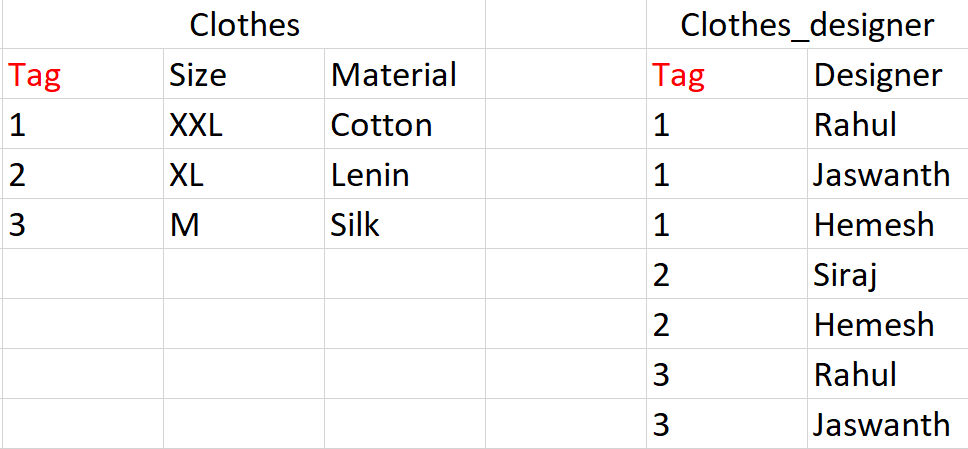 Clothes Clothes_designer
Tag Size Material Tag Designer
1 XXL Cotton 1 Rahul
2 XL Lenin 1 Jaswanth
3 M Silk 1 Hemesh
2 Siraj
2 Hemesh
3 Rahul
3 Jaswanth